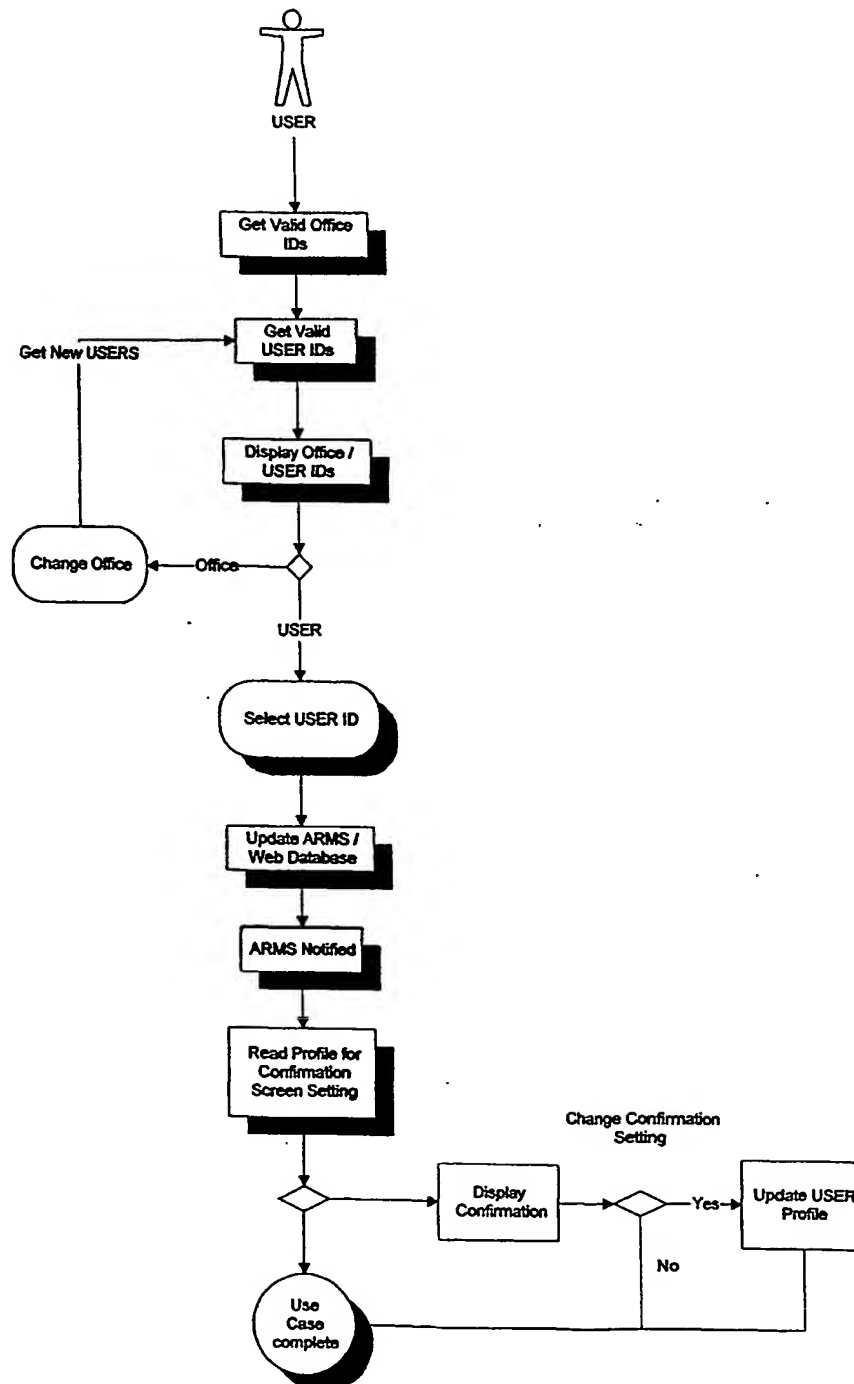 USER
Get Valid Office
IDs
Get New USERS
Get Valid
USER IDs
Display Office /
USER IDs
Change Office
Office
USER
Select USER ID
Update ARMS /
Web Database
ARMS Notified
Read Profile for
Confirmation
Screen Setting
Change Confirmation
Setting
Display
Confirmation
Yes
Update USER
Profile
No
Use
Case
complete